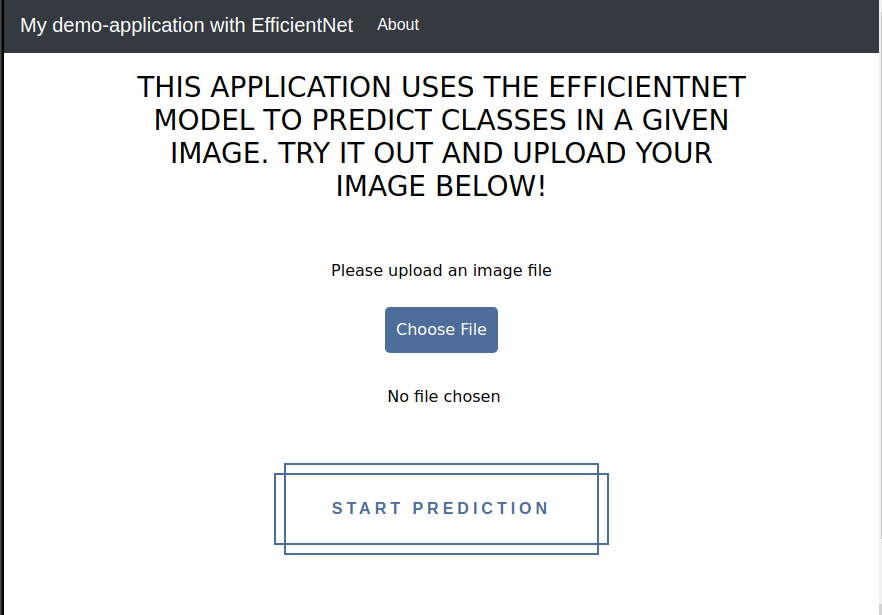 My demo-application with EfficientNet About
THIS APPLICATION USES THE EFFICIENTNET
MODEL TO PREDICT CLASSES IN A GIVEN
IMAGE. TRY IT OUT AND UPLOAD YOUR
IMAGE BELOW!
Please upload an image file
Choose File
No file chosen
START PREDICTION